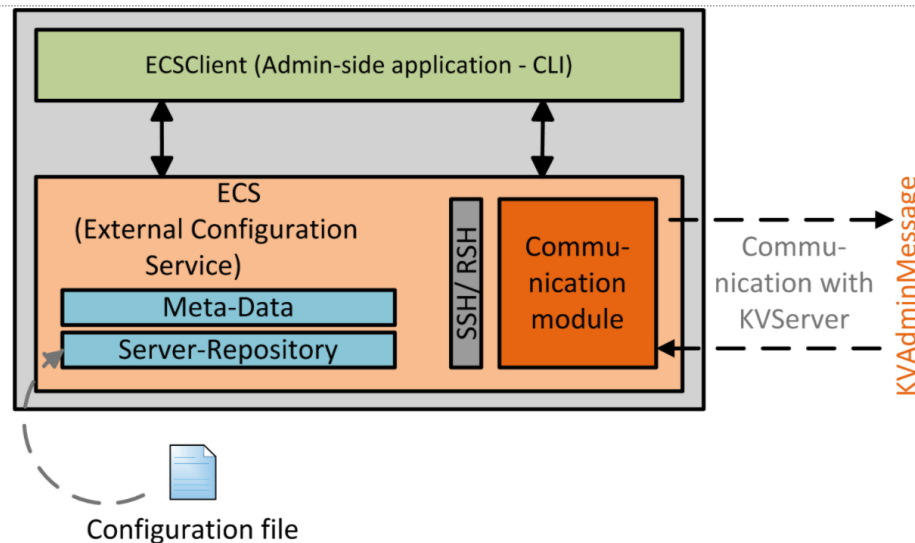 ECSClient (Admin-side application - CLI)
ECS
(External Configuration
Service)
Meta-Data
Server-Repository
SSH/ RSH
Commu-
nication
module
Commu-
nication with
KVServer
KVAdminMessage
Configuration file